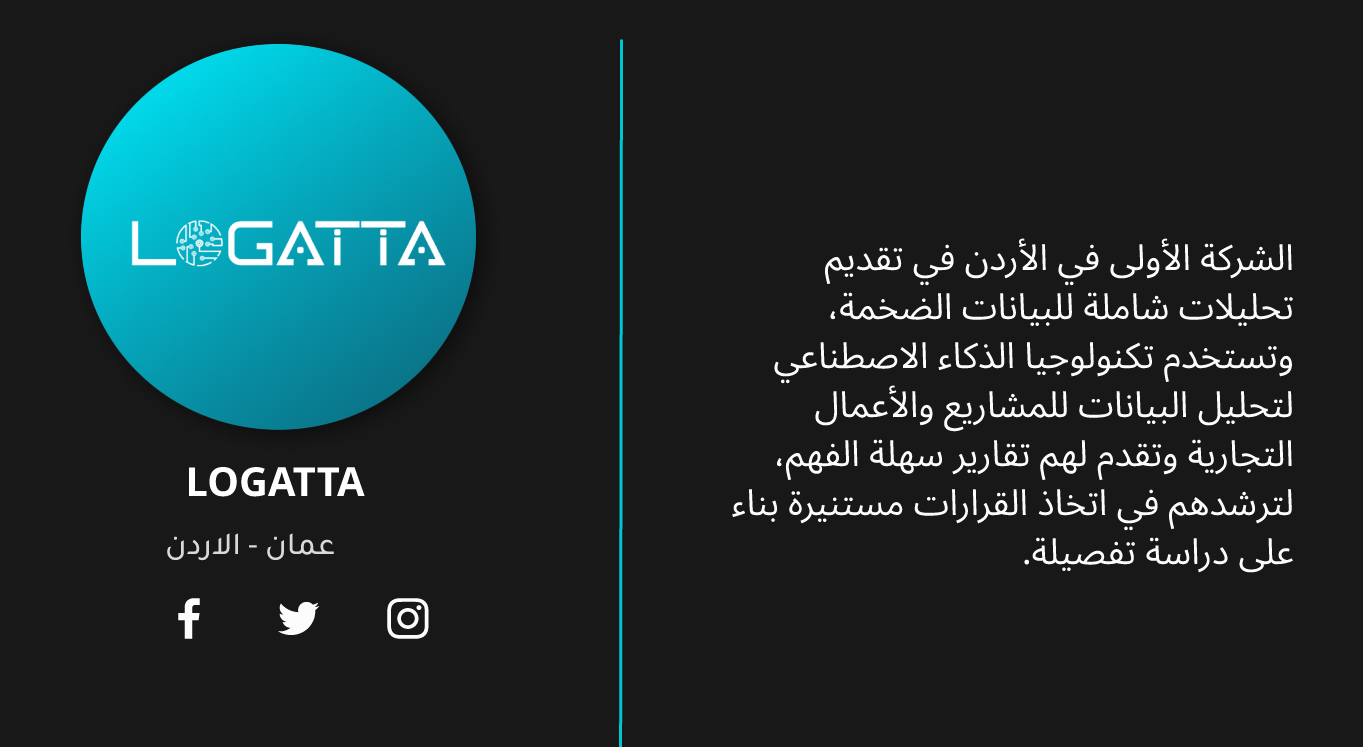 LOGATTA
LOGATTA
عمان - الاردن
الشركة الأولى في الأردن في تقديم
تحليلات شاملة للبيانات الضخمة،
وتستخدم تكنولوجيا الذكاء الاصطناعي
لتحليل البيانات للمشاريع والأعمال
التجارية وتقدم لهم تقارير سهلة الفهم،
لترشدهم في اتخاذ القرارات مستنيرة بناء
على دراسة تفصيلة.